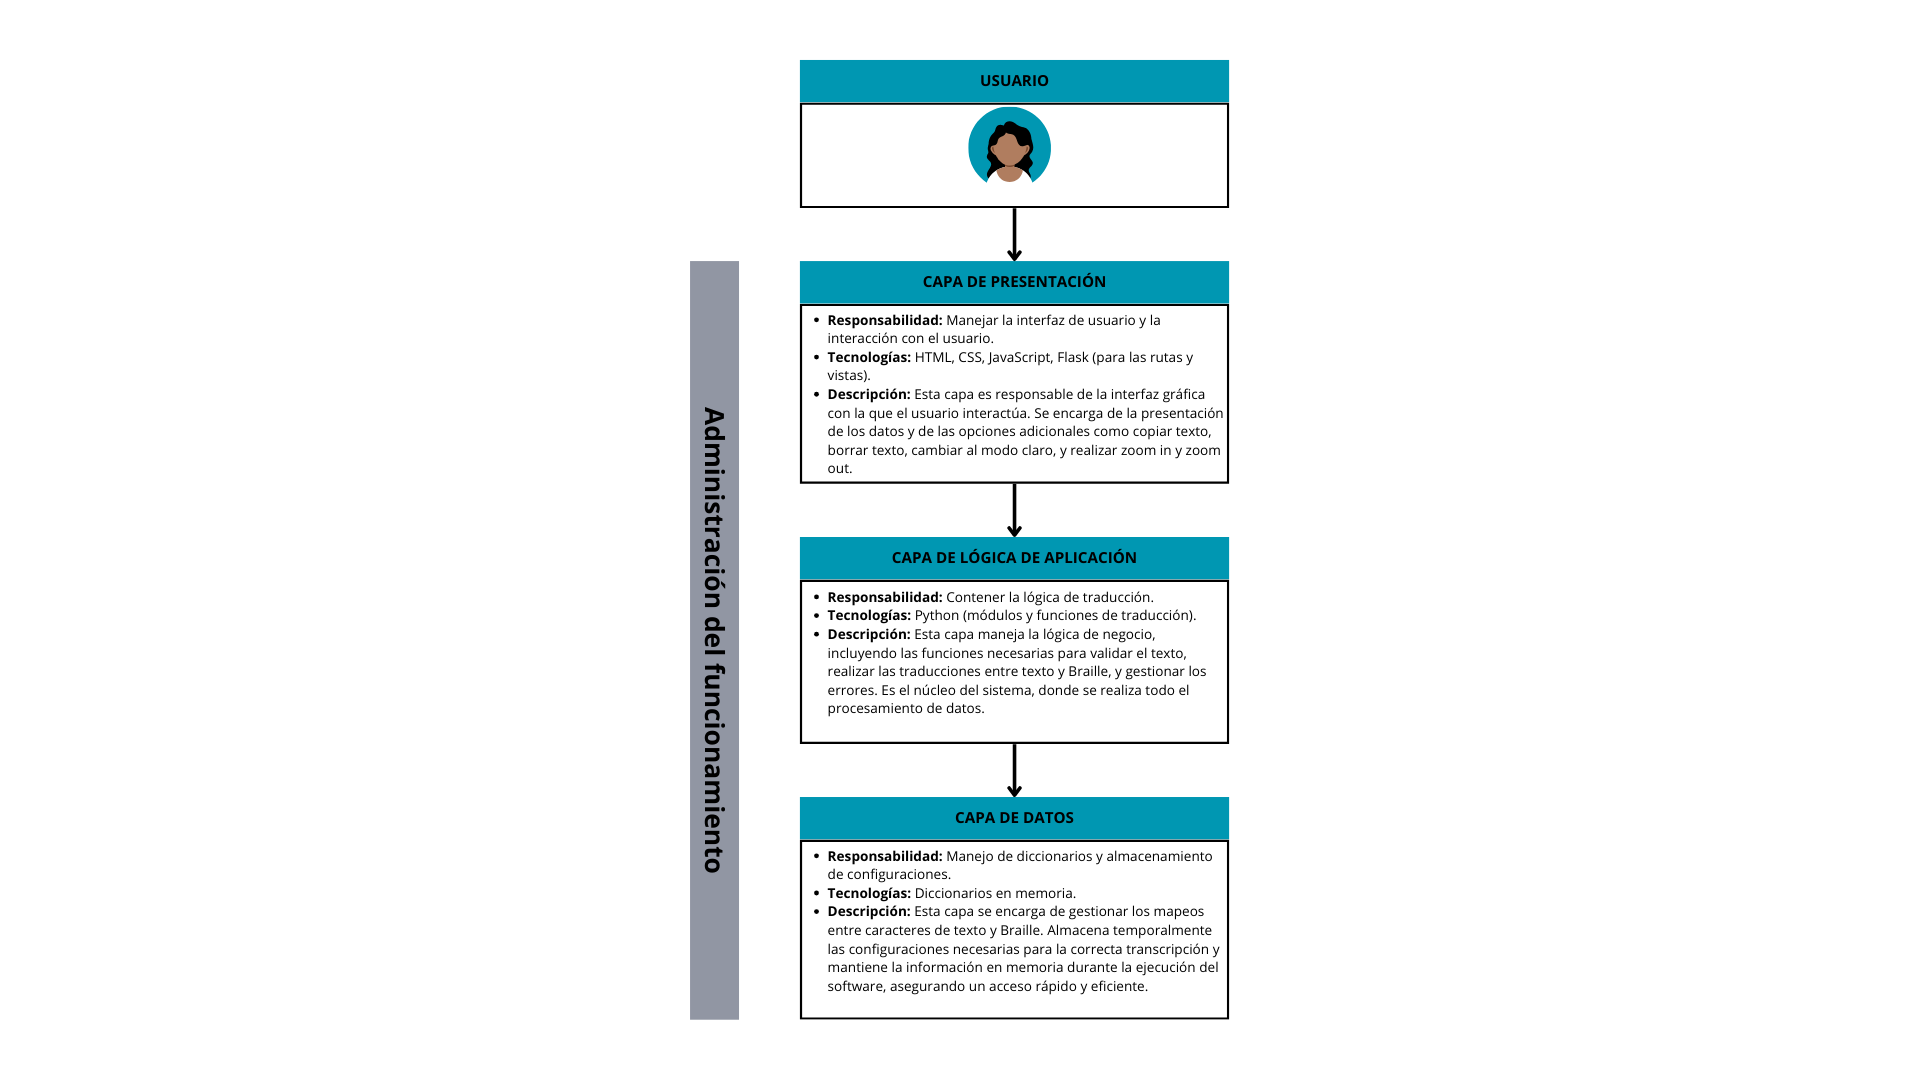 USUARIO
CAPA DE PRESENTACIÓN
• Responsabilidad: Manejar la interfaz de usuario y la
interacción con el usuario.
• Tecnologías: HTML, CSS, JavaScript, Flask (para las rutas y
vistas).
• Descripción: Esta capa es responsable de la interfaz gráfica
con la que el usuario interactúa. Se encarga de la presentación
de los datos y de las opciones adicionales como copiar texto,
borrar texto, cambiar al modo claro, y realizar zoom in y zoom
out.
CAPA DE LÓGICA DE APLICACIÓN
• Responsabilidad: Contener la lógica de traducción.
• Tecnologías: Python (módulos y funciones de traducción).
• Descripción: Esta capa maneja la lógica de negocio,
incluyendo las funciones necesarias para validar el texto,
realizar las traducciones entre texto y Braille, y gestionar los
errores. Es el núcleo del sistema, donde se realiza todo el
procesamiento de datos.
CAPA DE DATOS
• Responsabilidad: Manejo de diccionarios y almacenamiento
de configuraciones.
• Tecnologías: Diccionarios en memoria.
• Descripción: Esta capa se encarga de gestionar los mapeos
entre caracteres de texto y Braille. Almacena temporalmente
las configuraciones necesarias para la correcta transcripción y
mantiene la información en memoria durante la ejecución del
software, asegurando un acceso rápido y eficiente.
Administración del funcionamiento